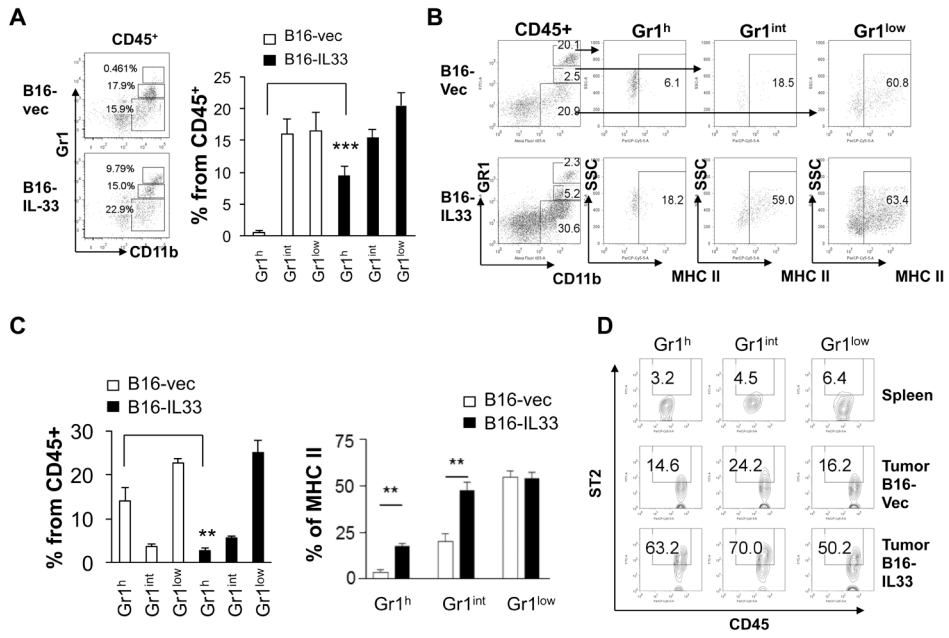 A
CD45+
B16-
vec
0.461%
17.9%
15.9%
Gr1
B16-
IL-33
9.79%
15.0%
22.9%
CD11b
B16-vec
B16-IL33
% from CD45+
25
20
15
10
5
0
***
Gr1h
Gr1int
Gr1low
Gr1h
Gr1int
Gr1low
B
CD45+
Gr1h
Gr1int
Gr1low
B16-
Vec
20.1
2.5
20.9
6.1
18.5
60.8
B16-
IL33
GR1
2.3
5.2
30.6
SSC
18.2
SSC
59.0
SSC
63.4
CD11b
MHC II
MHC II
MHC II
C
B16-vec
B16-IL33
% from CD45+
30
20
10
0
**
Gr1h
Gr1int
Gr1low
Gr1h
Gr1int
Gr1low
B16-vec
B16-IL33
% of MHC II
75
50
25
0
**
**
Gr1h
Gr1int
Gr1low
D
Gr1h
Gr1int
Gr1low
3.2
4.5
6.4
Spleen
ST2
14.6
24.2
16.2
Tumor
B16-
Vec
63.2
70.0
50.2
Tumor
B16-
IL33
CD45